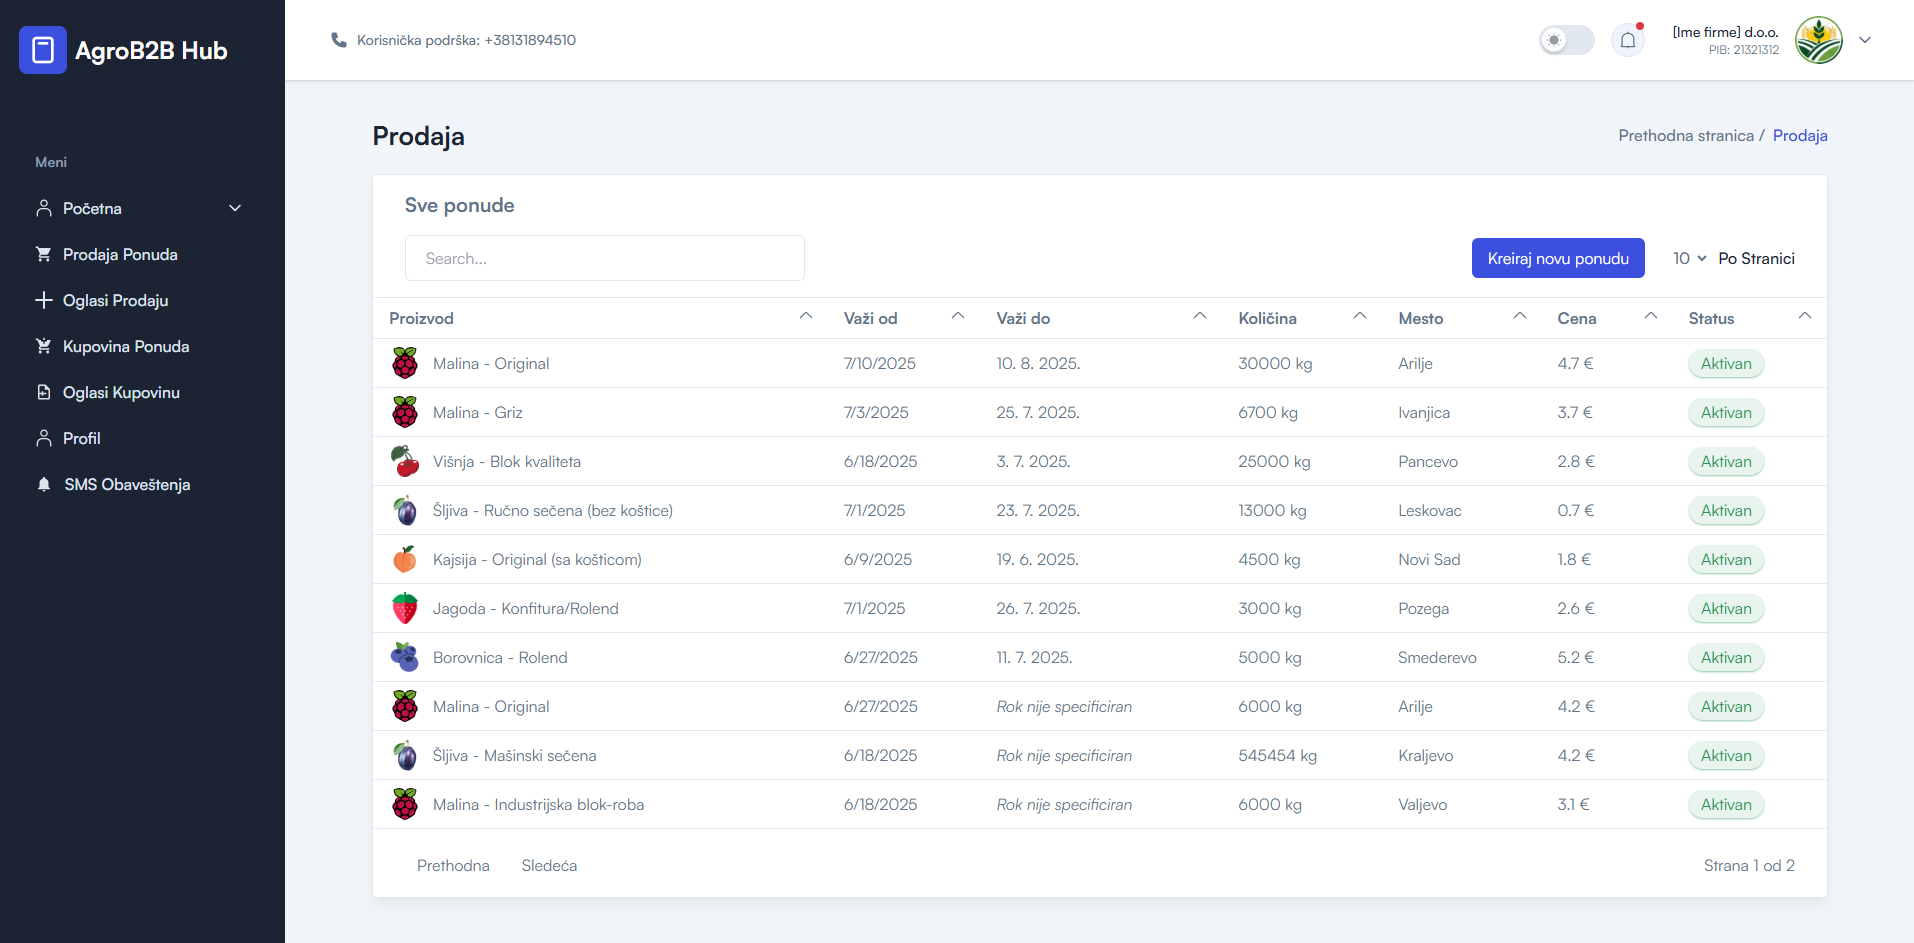 AgroB2B Hub
Korisnička podrška: +38131894510
[Ime firme] d.o.o.
PIB: 21321312
Meni
Početna
Prodaja Ponuda
Oglasi Prodaju
Kupovina Ponuda
Oglasi Kupovinu
Profil
SMS Obaveštenja
Prodaja
Prethodna stranica / Prodaja
Sve ponude
Search...
Kreiraj novu ponudu
10 Po Stranici
Proizvod Važi od Važi do Količina Mesto Cena Status
Malina - Original 7/10/2025 10. 8. 2025. 30000 kg Arilje 4.7 € Aktivan
Malina - Griz 7/3/2025 25. 7. 2025. 6700 kg Ivanjica 3.7 € Aktivan
Višnja - Blok kvaliteta 6/18/2025 3. 7. 2025. 25000 kg Pancevo 2.8 € Aktivan
Šljiva - Ručno sečena (bez koštice) 7/1/2025 23. 7. 2025. 13000 kg Leskovac 0.7 € Aktivan
Kajsija - Original (sa košticom) 6/9/2025 19. 6. 2025. 4500 kg Novi Sad 1.8 € Aktivan
Jagoda - Konfitura/Rolend 7/1/2025 26. 7. 2025. 3000 kg Pozega 2.6 € Aktivan
Borovnica - Rolend 6/27/2025 11. 7. 2025. 5000 kg Smederevo 5.2 € Aktivan
Malina - Original 6/27/2025 Rok nije specificiran 6000 kg Arilje 4.2 € Aktivan
Šljiva - Mašinski sečena 6/18/2025 Rok nije specificiran 545454 kg Kraljevo 4.2 € Aktivan
Malina - Industrijska blok-roba 6/18/2025 Rok nije specificiran 6000 kg Valjevo 3.1 € Aktivan
Prethodna Sledeća Strana 1 od 2